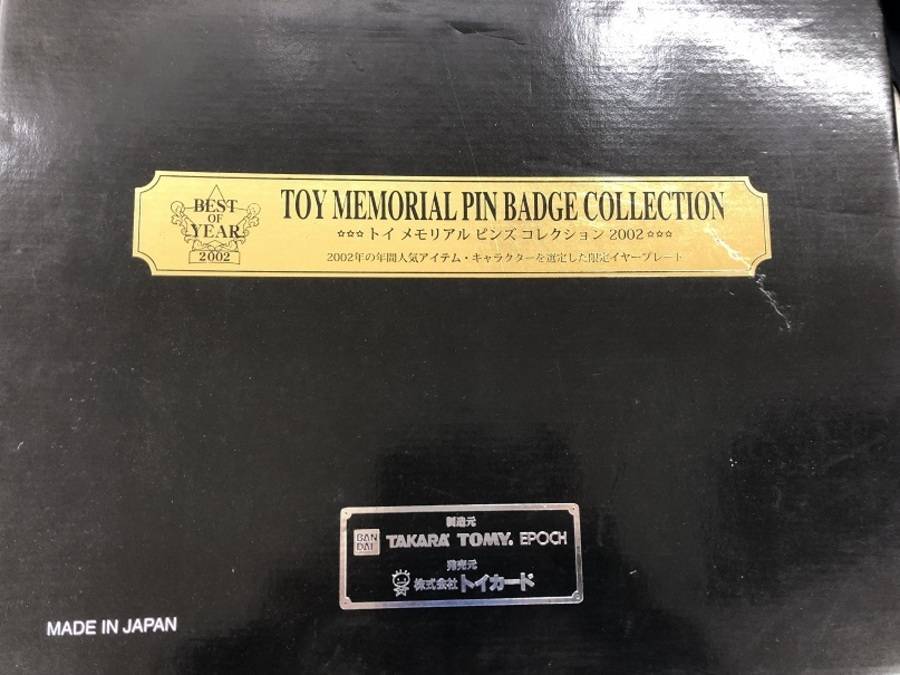 BEST
OF
YEAR
2002
TOY MEMORIAL PIN BADGE COLLECTION
☆☆☆トイ メモリアル ピンズ コレクション 2002☆☆☆
2002年の年間人気アイテム・キャラクターを選定した限定イヤープレート
製造元
BAN
DAI
TAKARA TOMY. EPOCH
発売元
株式会社トイカード
MADE IN JAPAN